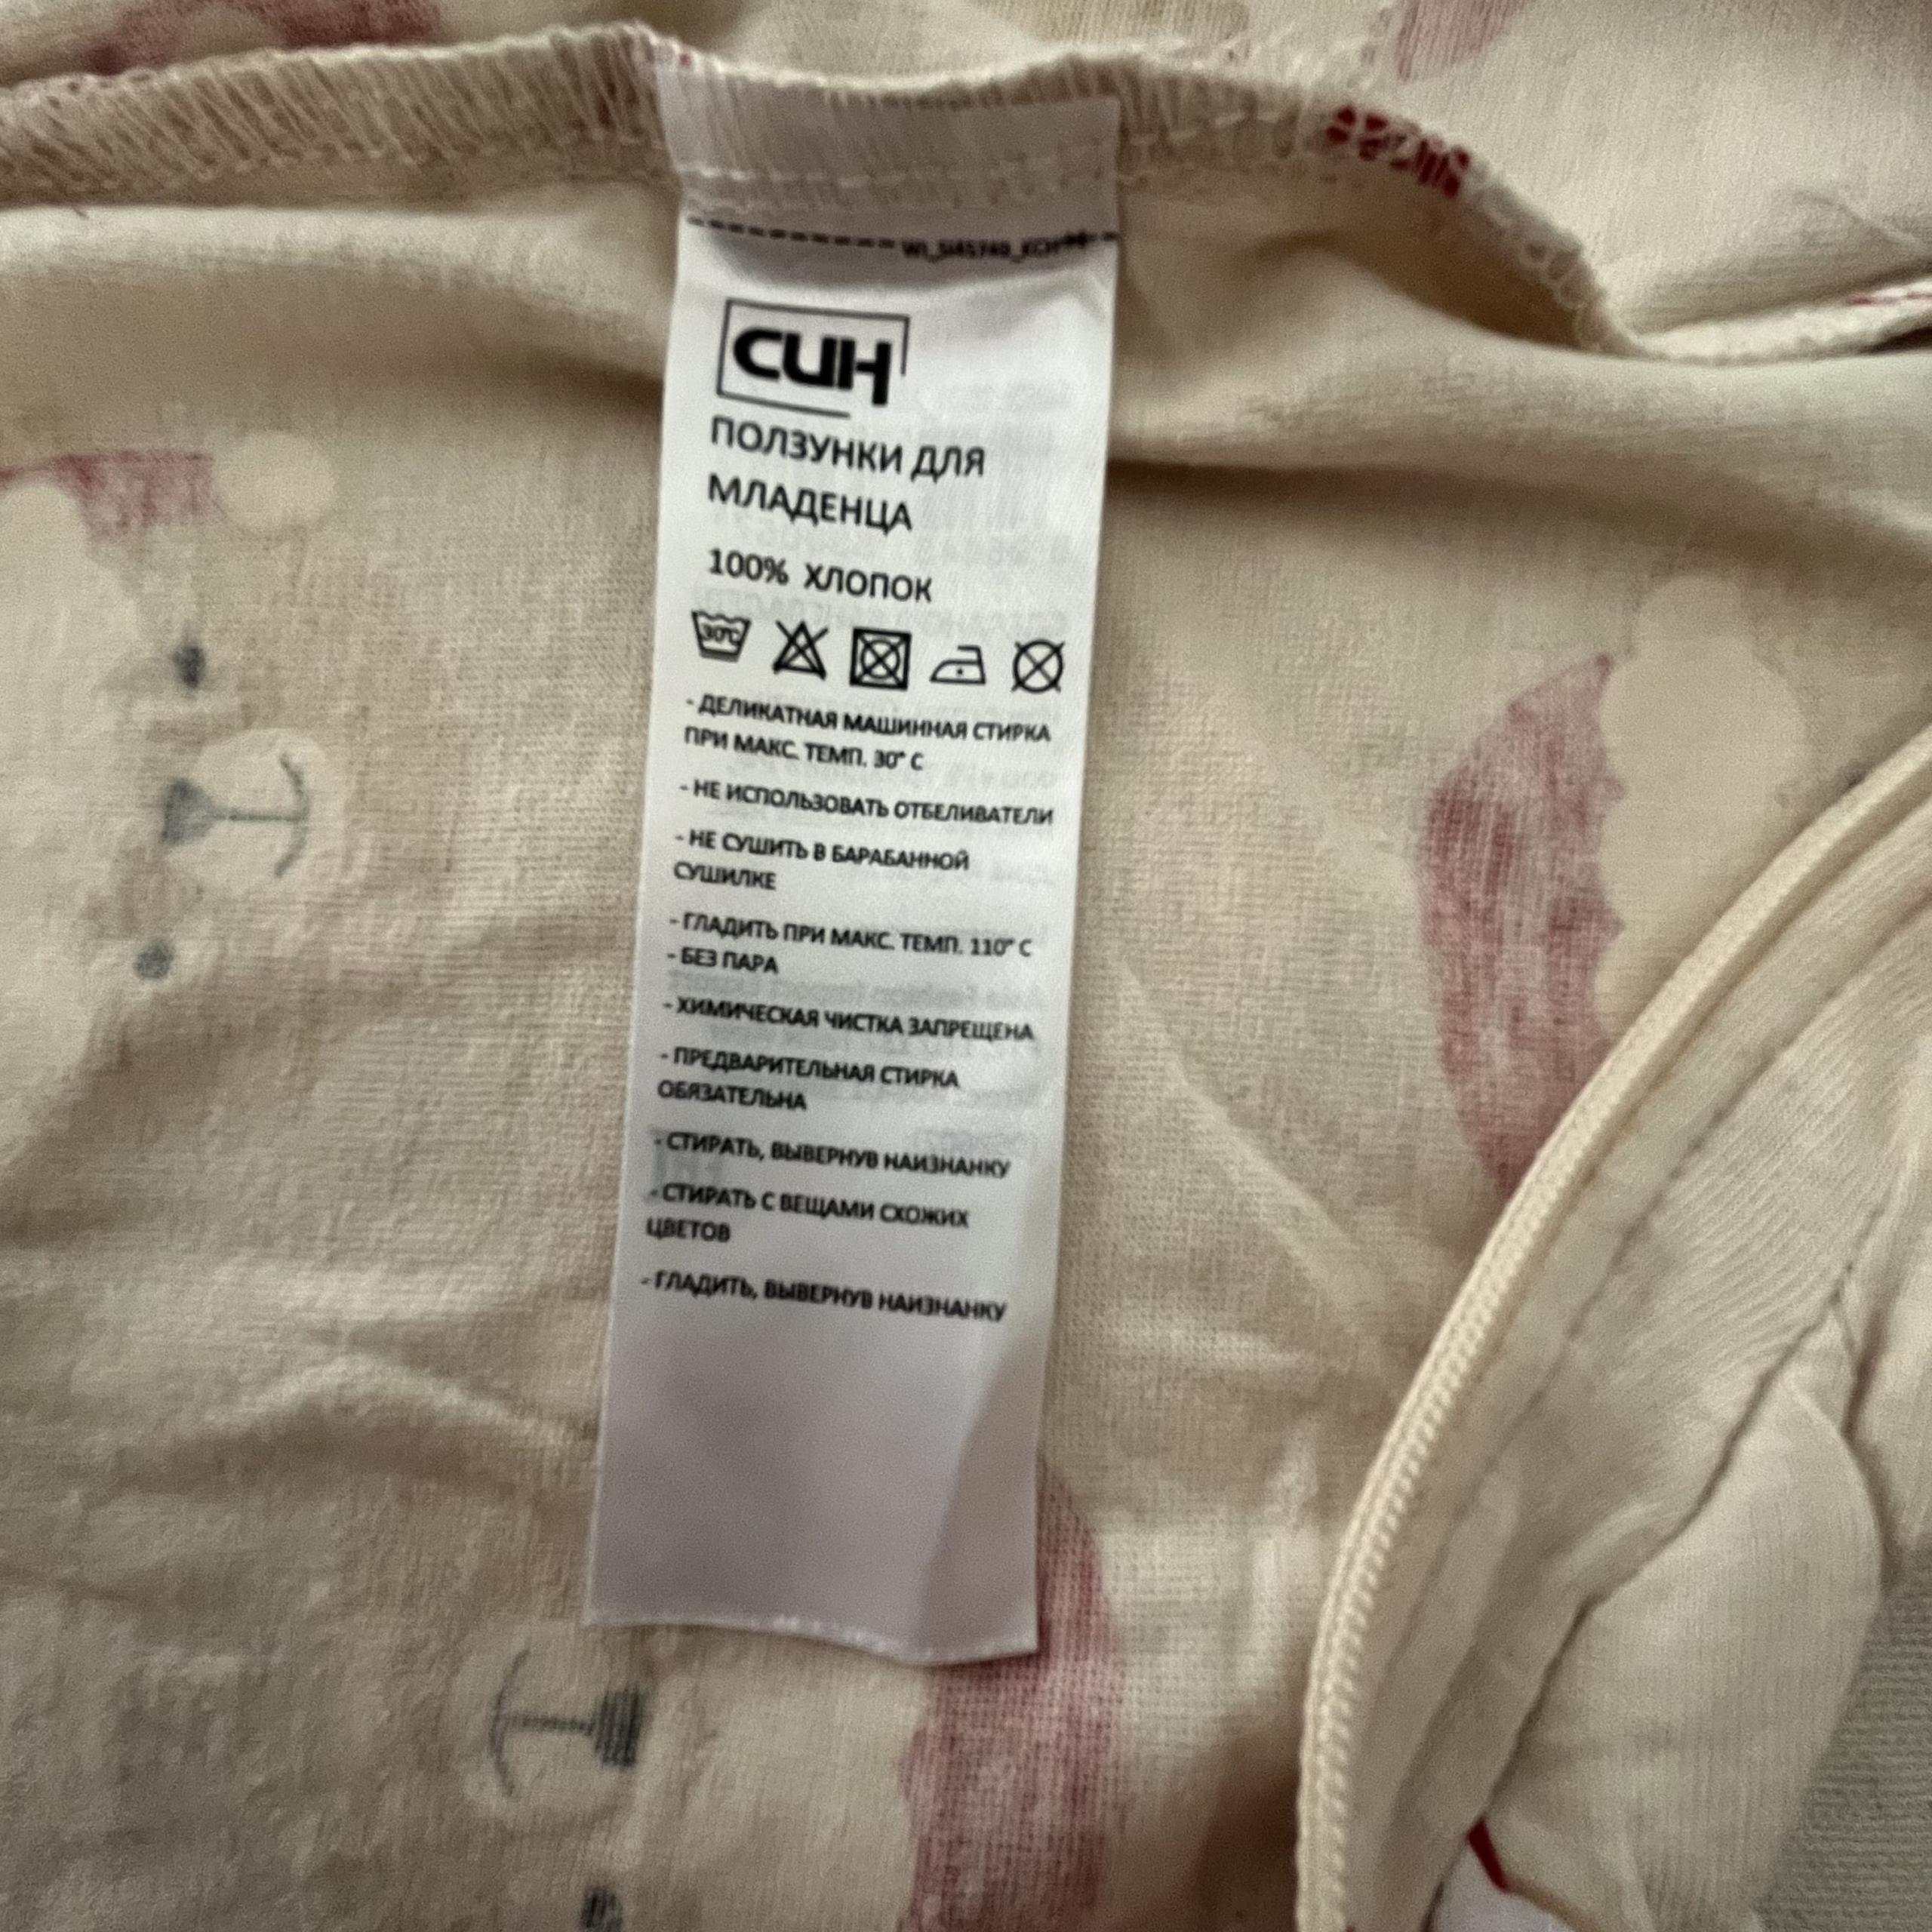 СИН
ПОЛЗУНКИ ДЛЯ
МЛАДЕНЦА
100% ХЛОПОК
30°C
- ДЕЛИКАТНАЯ МАШИННАЯ СТИРКА
ПРИ МАКС. ТЕМП. 30° С
- НЕ ИСПОЛЬЗОВАТЬ ОТБЕЛИВАТЕЛИ
- НЕ СУШИТЬ В БАРАБАННОЙ
СУШИЛКЕ
- ГЛАДИТЬ ПРИ МАКС. ТЕМП. 110° С
- БЕЗ ПАРА
- ХИМИЧЕСКАЯ ЧИСТКА ЗАПРЕЩЕНА
- ПРЕДВАРИТЕЛЬНАЯ СТИРКА
ОБЯЗАТЕЛЬНА
- СТИРАТЬ, ВЫВЕРНУВ НАИЗНАНКУ
- СТИРАТЬ С ВЕЩАМИ СХОЖИХ
ЦВЕТОВ
- ГЛАДИТЬ, ВЫВЕРНУВ НАИЗНАНКУ